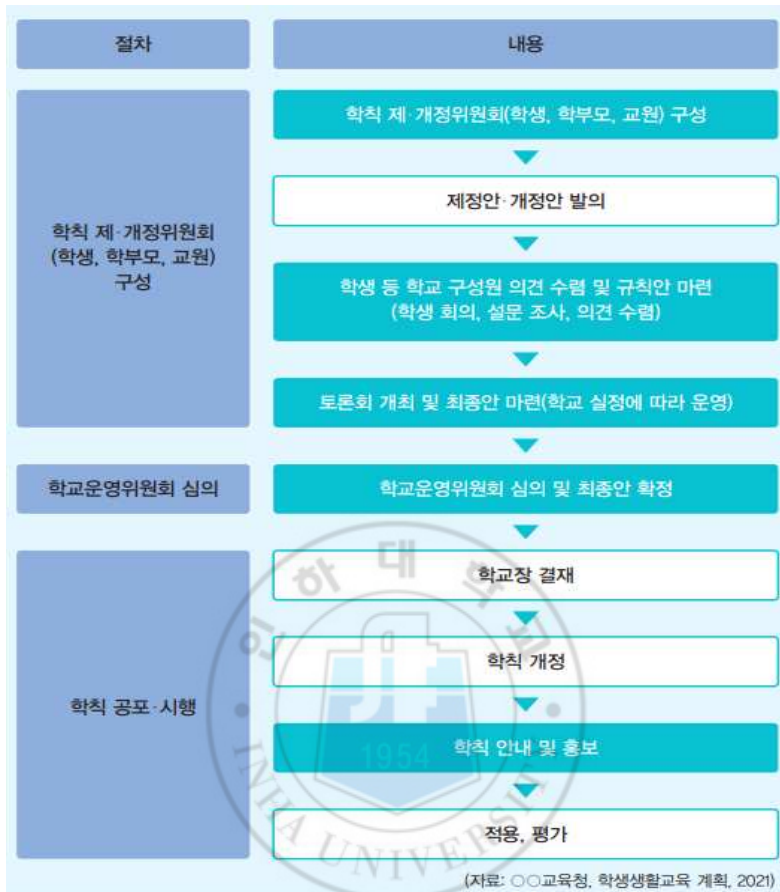 절차
내용
학칙 제·개정위원회
(학생, 학부모, 교원)
구성
학칙 제·개정위원회(학생, 학부모, 교원) 구성
제정안·개정안 발의
학생 등 학교 구성원 의견 수렴 및 규칙안 마련
(학생 회의, 설문 조사, 의견 수렴)
토론회 개최 및 최종안 마련(학교 실정에 따라 운영)
학교운영위원회 심의
학교운영위원회 심의 및 최종안 확정
학칙 공포·시행
학교장 결재
학칙 개정
학칙 안내 및 홍보
적용, 평가
인하대학교
1954
INHA UNIVERSITY
(자료: ○○교육청, 학생생활교육 계획, 2021)